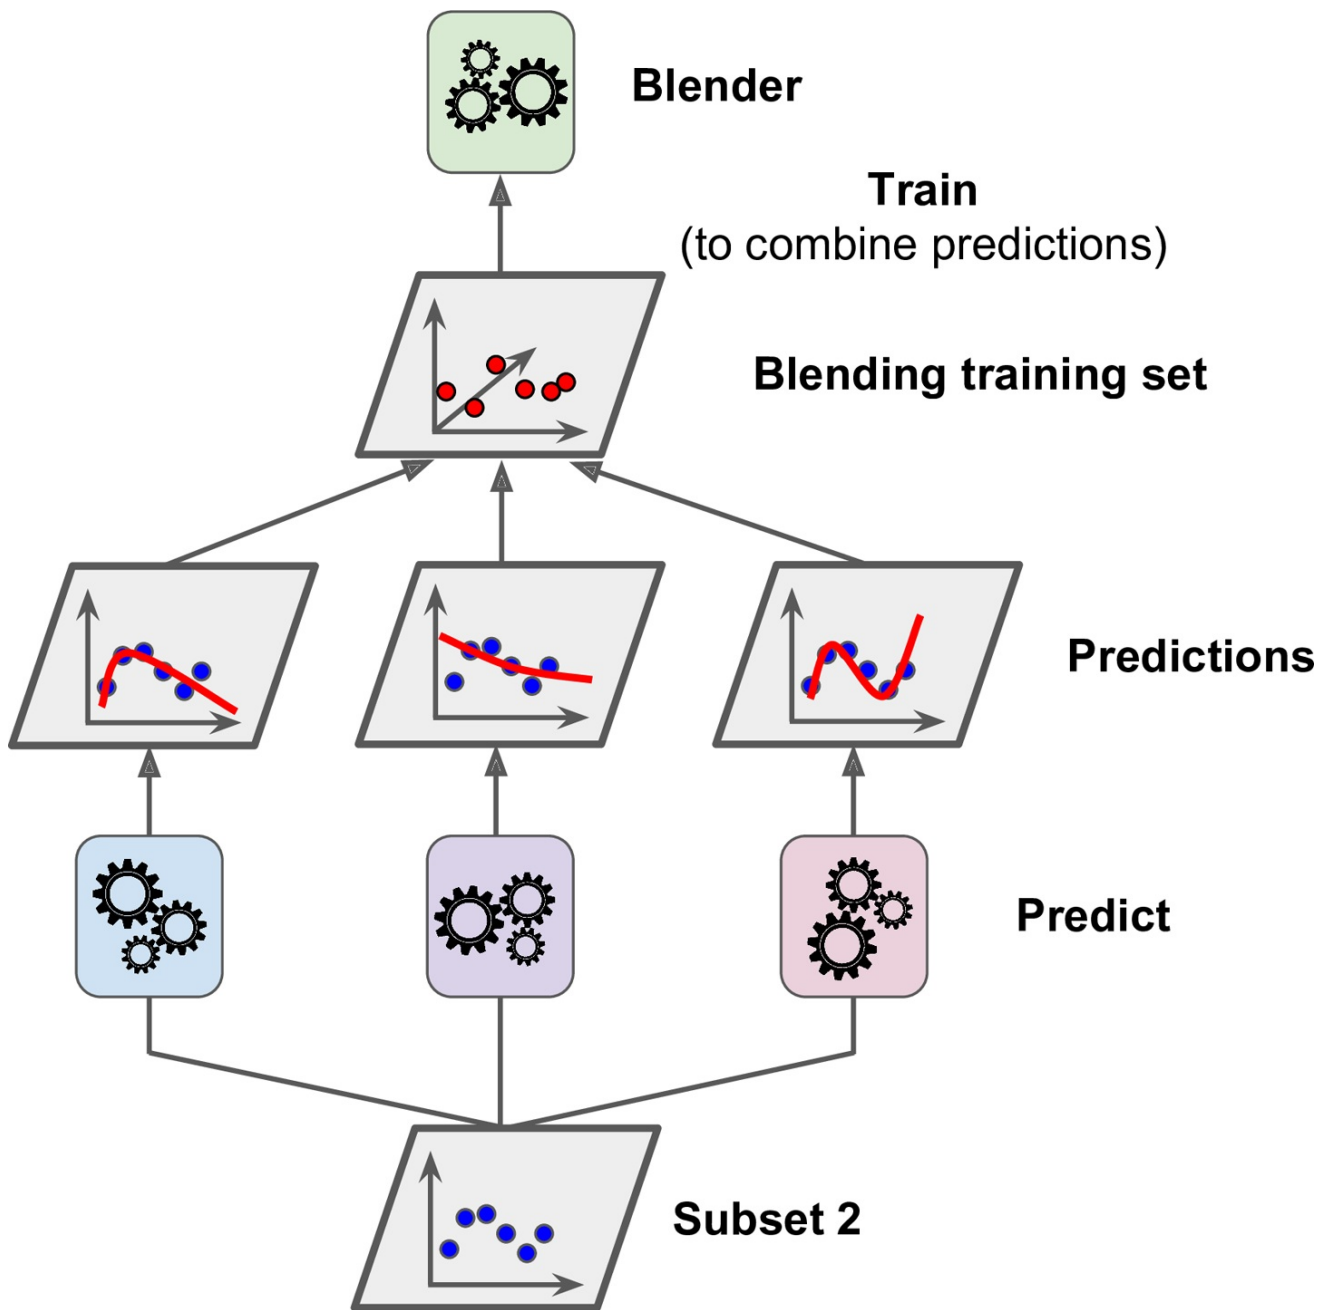 Blender
Train
(to combine predictions)
Blending training set
Predictions
Predict
Subset 2